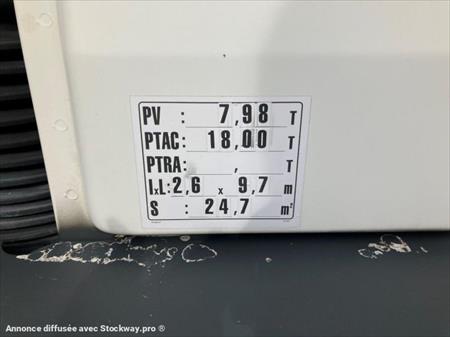 PV : 7,98 T
PTAC : 18,00 T
PTRA : , T
IxL: 2,6 x 9,7 m
S : 24,7 m²
Annonce diffusée avec Stockway.pro ®